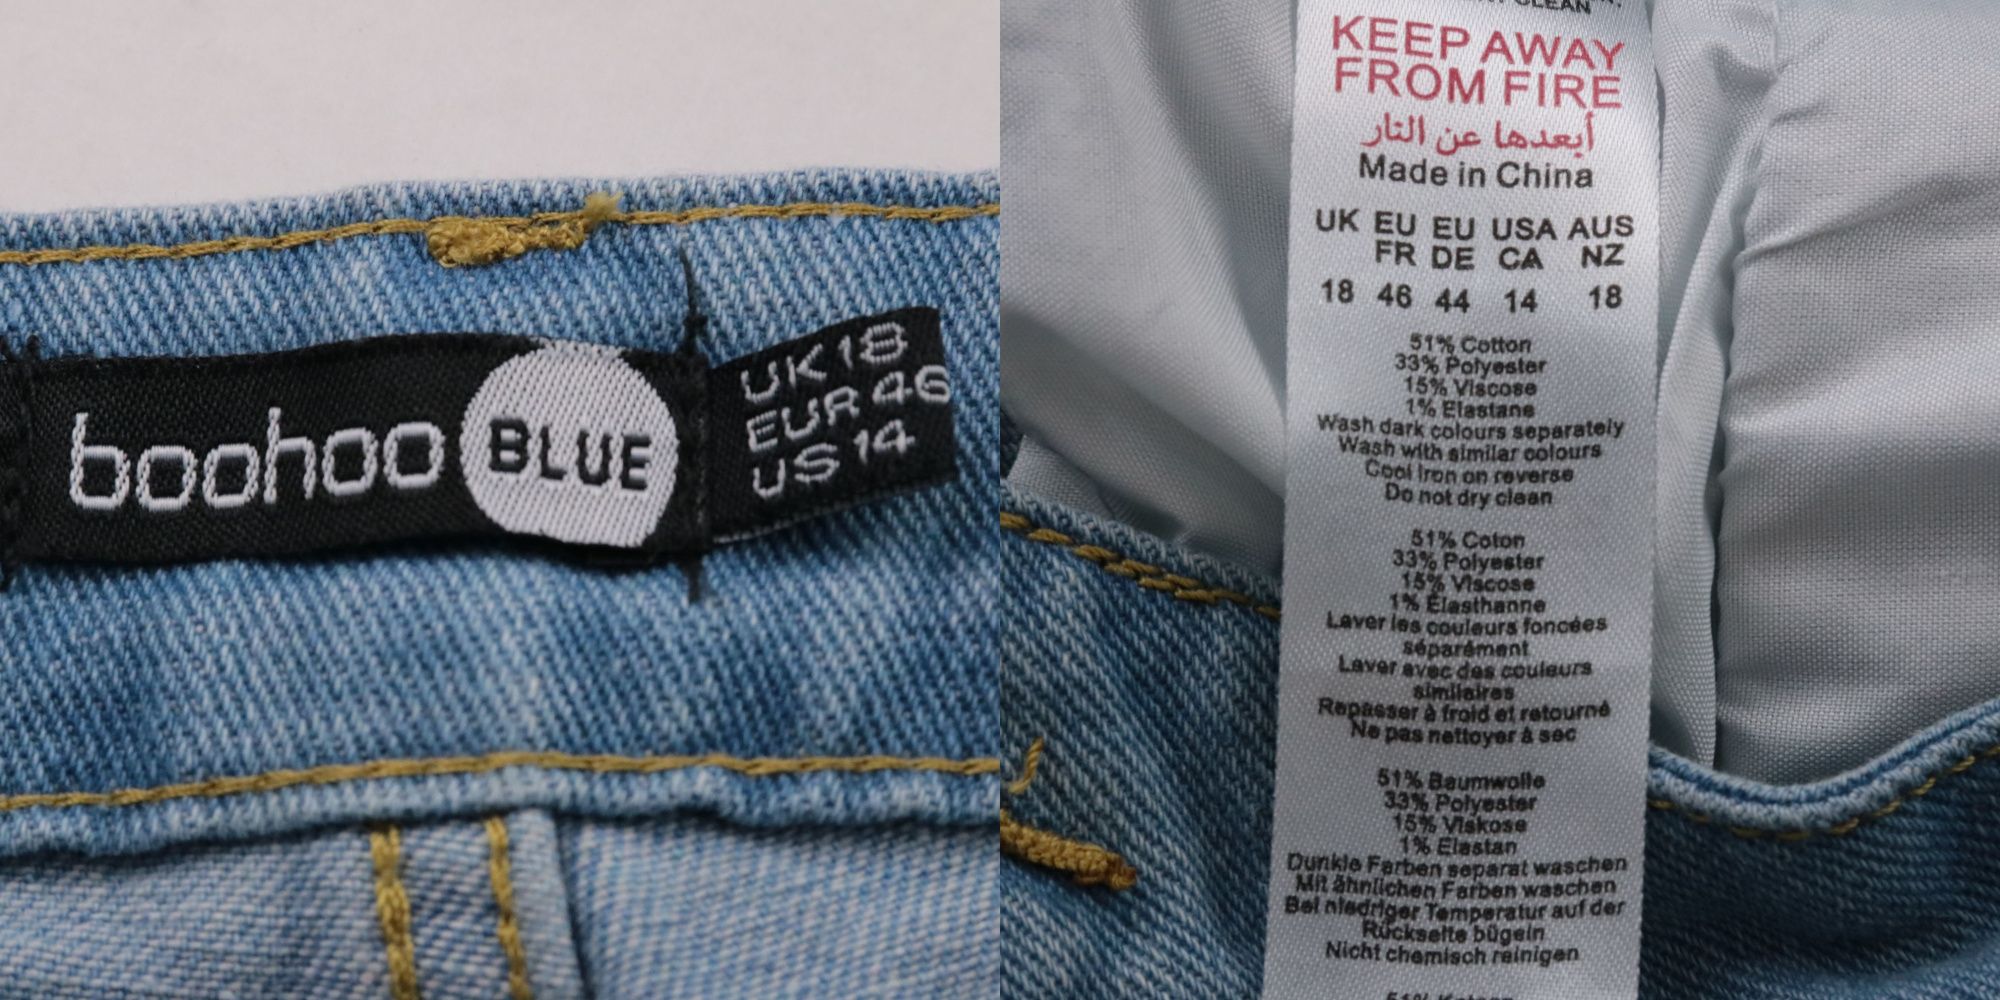 boohoo BLUE
UK 18
EUR 46
US 14
CLEAN
KEEP AWAY
FROM FIRE
أبعدها عن النار
Made in China
UK EU EU USA AUS
FR DE CA NZ
18 46 44 14 18
51% Cotton
33% Polyester
15% Viscose
1% Elastane
Wash dark colours separately
Wash with similar colours
Cool Iron on reverse
Do not dry clean
51% Coton
33% Polyester
15% Viscose
1% Élasthanne
Laver les couleurs foncées
séparément
Laver avec des couleurs
similaires
Repasser à froid et retourné
Ne pas nettoyer à sec
51% Baumwolle
33% Polyester
15% Viskose
1% Elastan
Dunkle Farben separat waschen
Mit ähnlichen Farben waschen
Bei niedriger Temperatur auf der
Rückseite bügeln
Nicht chemisch reinigen